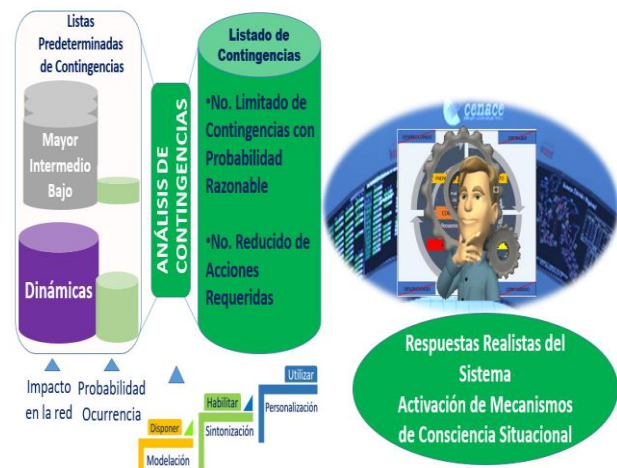 Listas
Predeterminadas
de Contingencias
Mayor
Intermedio
Bajo
Dinámicas
Impacto
en la red
Probabilidad
Ocurrencia
ANÁLISIS DE
CONTINGENCIAS
Listado de
Contingencias
•No. Limitado de
Contingencias con
Probabilidad
Razonable
•No. Reducido de
Acciones
Requeridas
Disponer
Modelación
Habilitar
Sintonización
Utilizar
Personalización
cenace
Respuestas Realistas del
Sistema
Activación de Mecanismos
de Consciencia Situacional